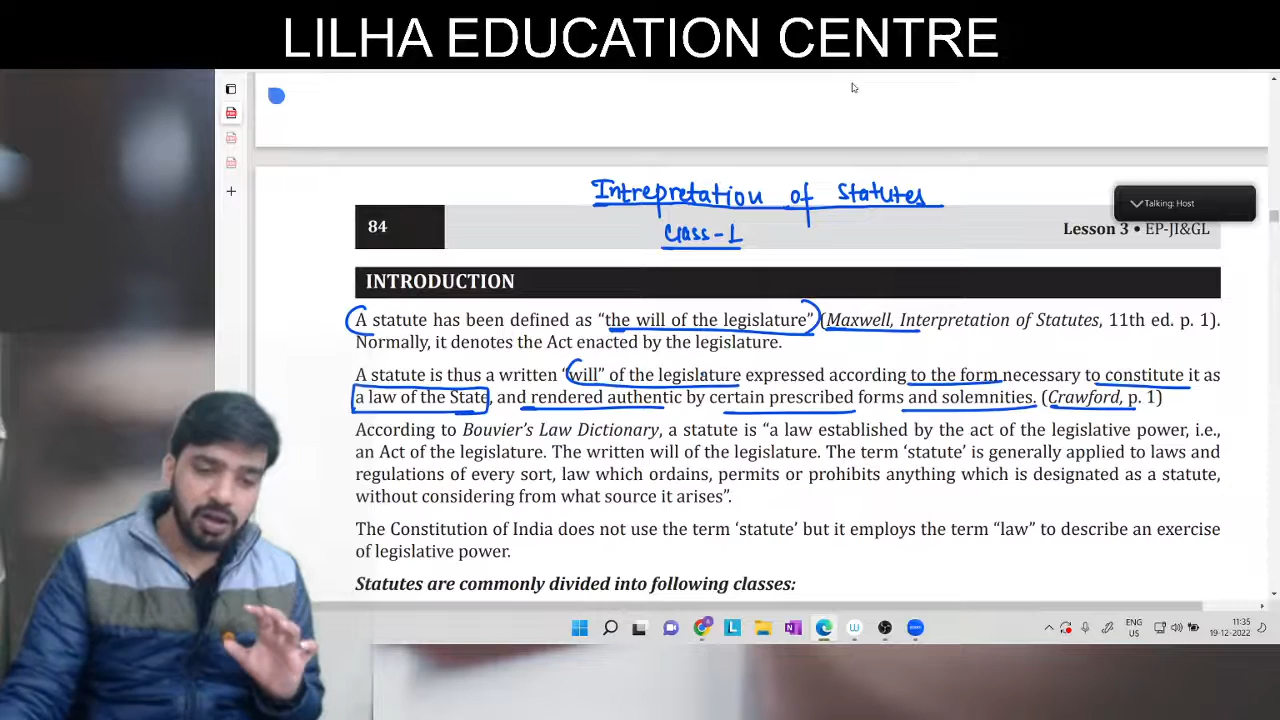 LILHA EDUCATION CENTRE
Intrepretation of Statutes
Talking: Host
84
Class-1
Lesson 3 • EP-JI&GL
INTRODUCTION
A statute has been defined as “the will of the legislature” (Maxwell, Interpretation of Statutes, 11th ed. p. 1).
Normally, it denotes the Act enacted by the legislature.
A statute is thus a written “will” of the legislature expressed according to the form necessary to constitute it as
a law of the State, and rendered authentic by certain prescribed forms and solemnities. (Crawford, p. 1)
According to Bouvier’s Law Dictionary, a statute is “a law established by the act of the legislative power, i.e.,
an Act of the legislature. The written will of the legislature. The term ‘statute’ is generally applied to laws and
regulations of every sort, law which ordains, permits or prohibits anything which is designated as a statute,
without considering from what source it arises”.
The Constitution of India does not use the term ‘statute’ but it employs the term “law” to describe an exercise
of legislative power.
Statutes are commonly divided into following classes:
ENG
US
11:35
19-12-2022